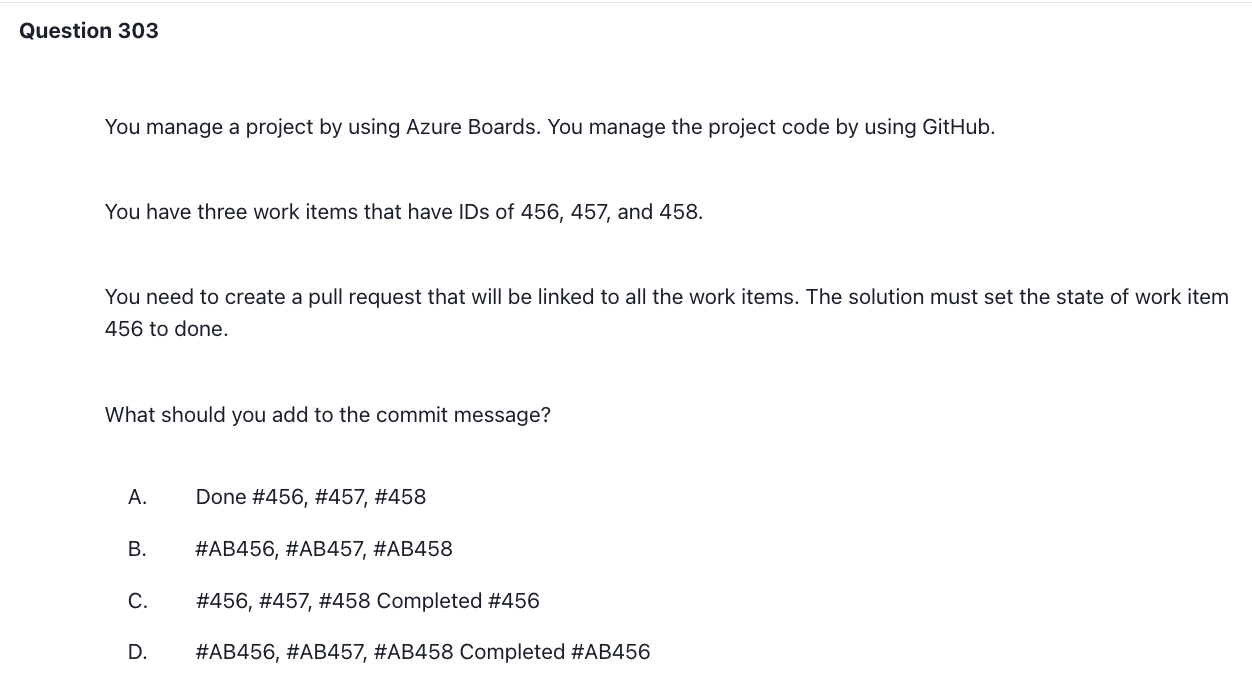 Question 303
You manage a project by using Azure Boards. You manage the project code by using GitHub.
You have three work items that have IDs of 456, 457, and 458.
You need to create a pull request that will be linked to all the work items. The solution must set the state of work item
456 to done.
What should you add to the commit message?
A. Done #456, #457, #458
B. #AB456, #AB457, #AB458
C. #456, #457, #458 Completed #456
D. #AB456, #AB457, #AB458 Completed #AB456